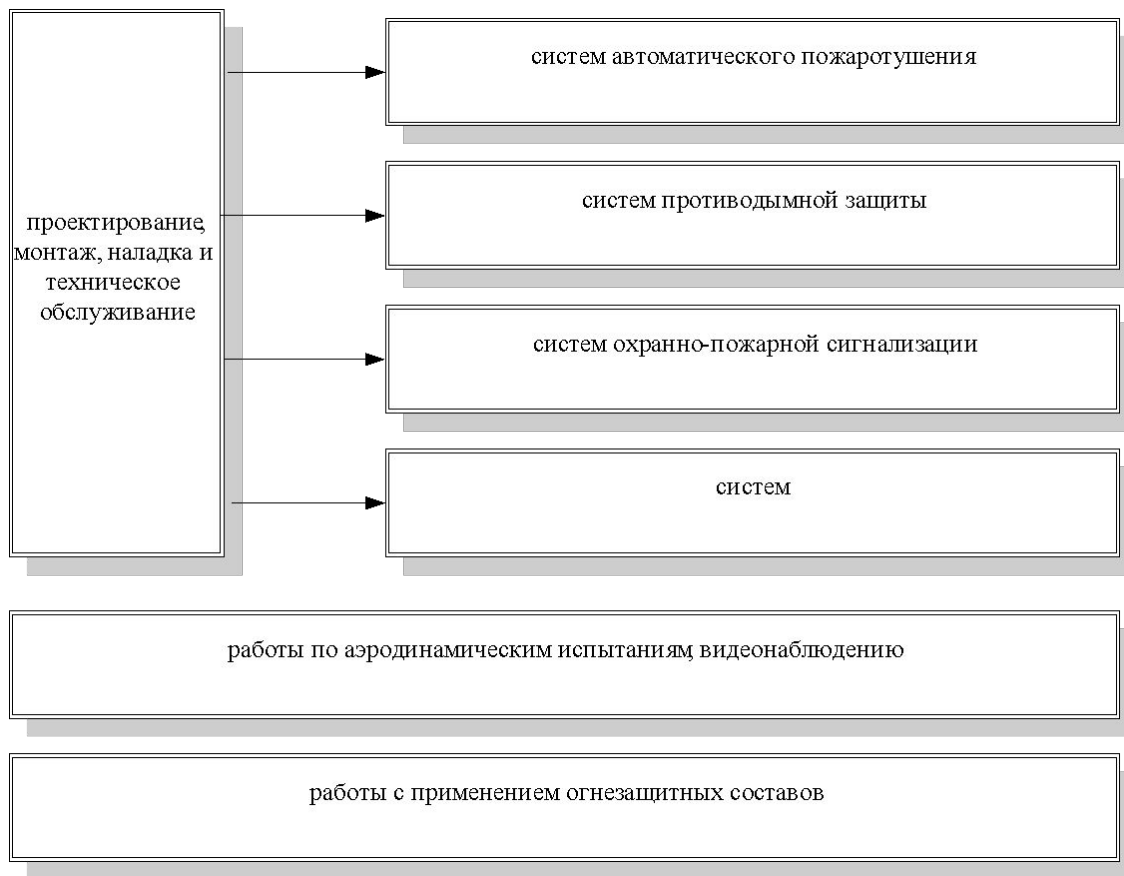 систем автоматического пожаротушения
систем противодымной защиты
проектирование,
монтаж, наладка и
техническое
обслуживание
систем охранно-пожарной сигнализации
систем
работы по аэродинамическим испытаниям, видеонаблюдению
работы с применением огнезащитных составов